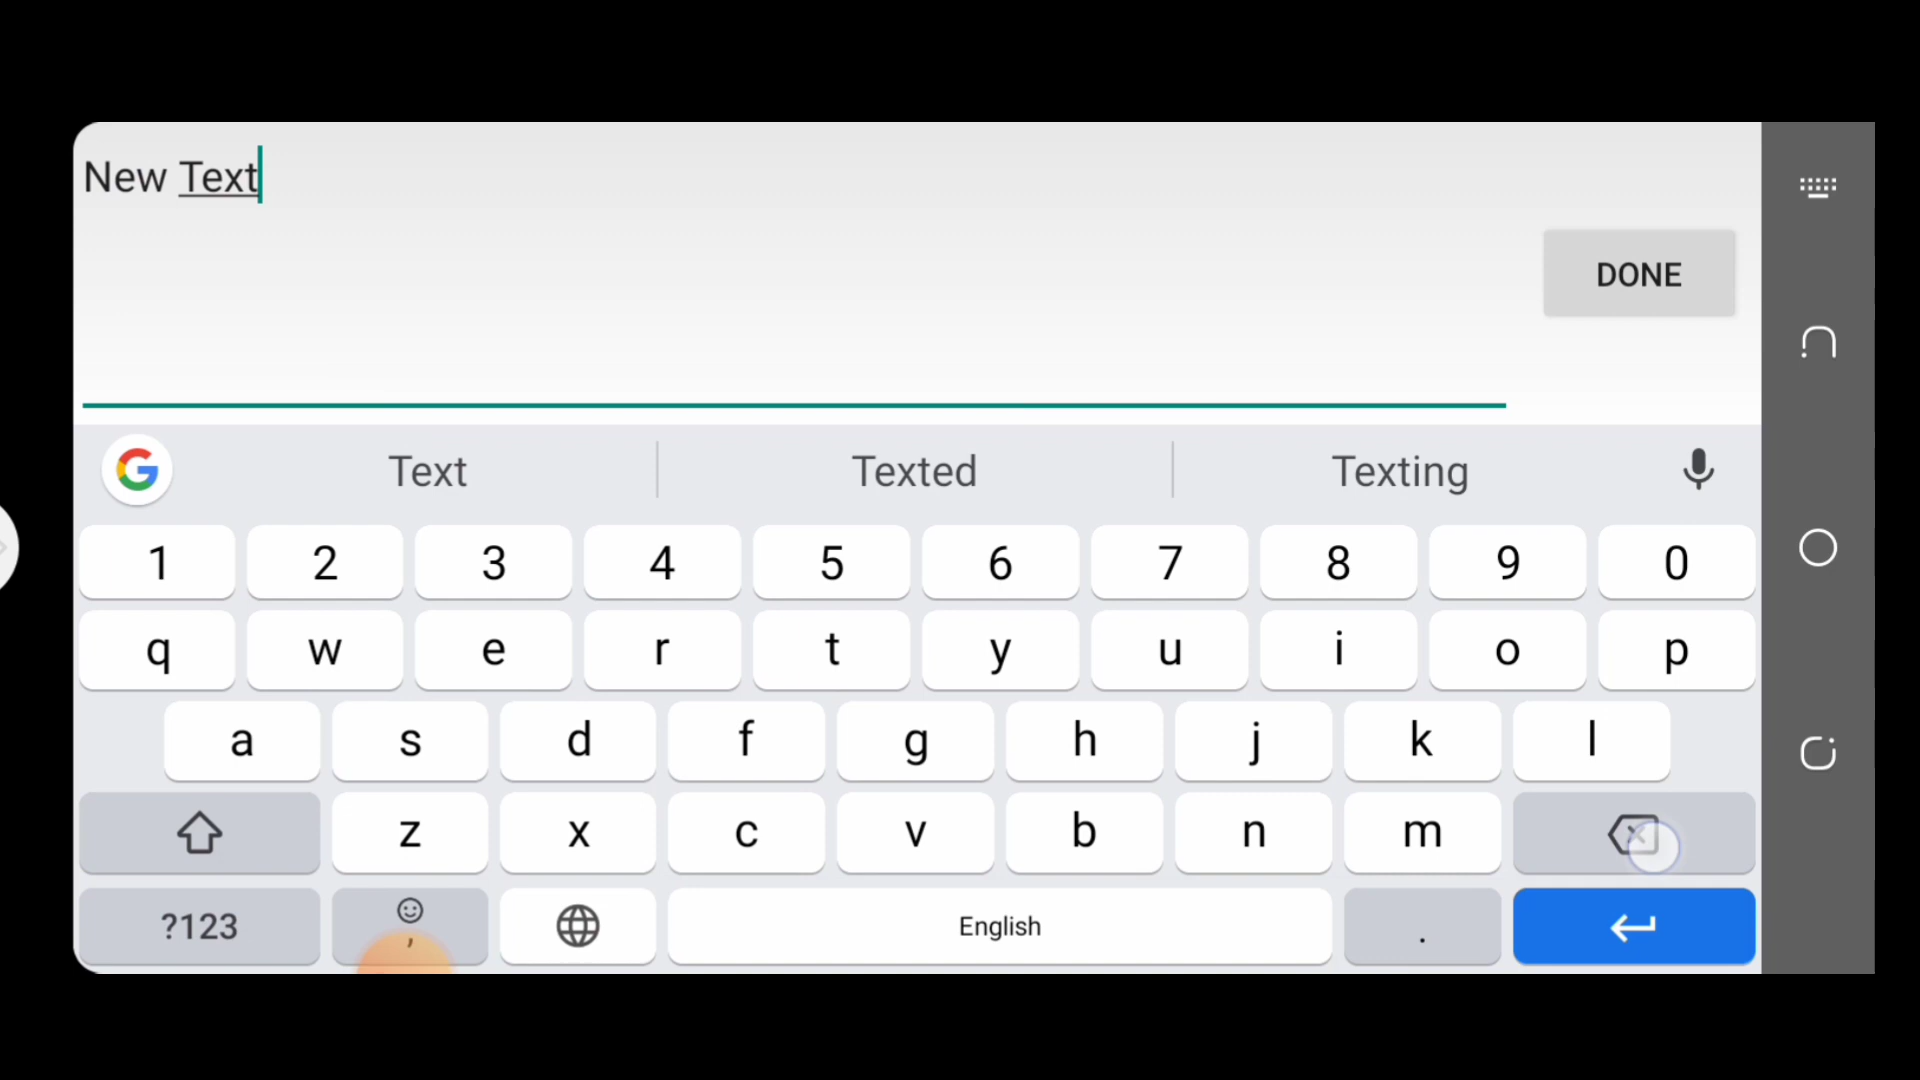 New Text
DONE
Text Texted Texting
1 2 3 4 5 6 7 8 9 0
q w e r t y u i o p
a s d f g h j k l
z x c v b n m
?123 , English .